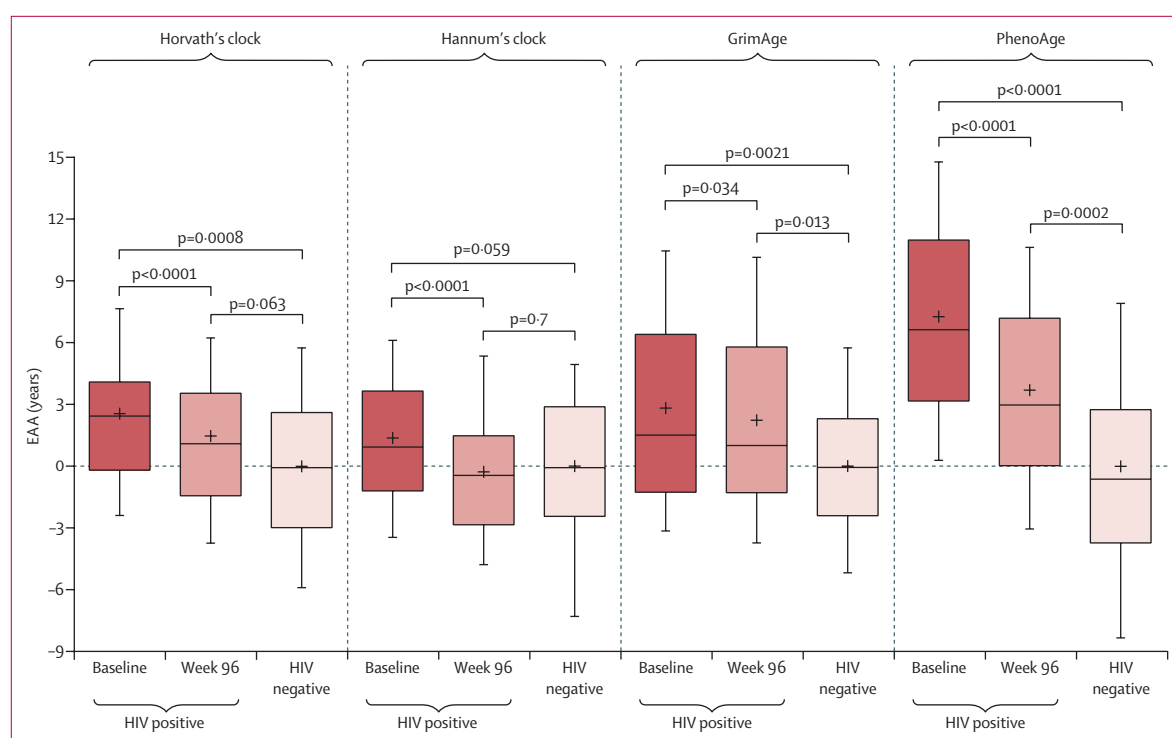 Horvath's clock
Hannum's clock
GrimAge
PhenoAge
p<0·0001
p<0·0001
p=0·0002
p=0·0021
p=0·034
p=0·013
p=0·0008
p<0·0001
p=0·063
p=0·059
p<0·0001
p=0·7
EAA (years)
15
12
9
6
3
0
–3
–6
–9
Baseline
Week 96
HIV
negative
Baseline
Week 96
HIV
negative
Baseline
Week 96
HIV
negative
Baseline
Week 96
HIV
negative
HIV positive
HIV positive
HIV positive
HIV positive